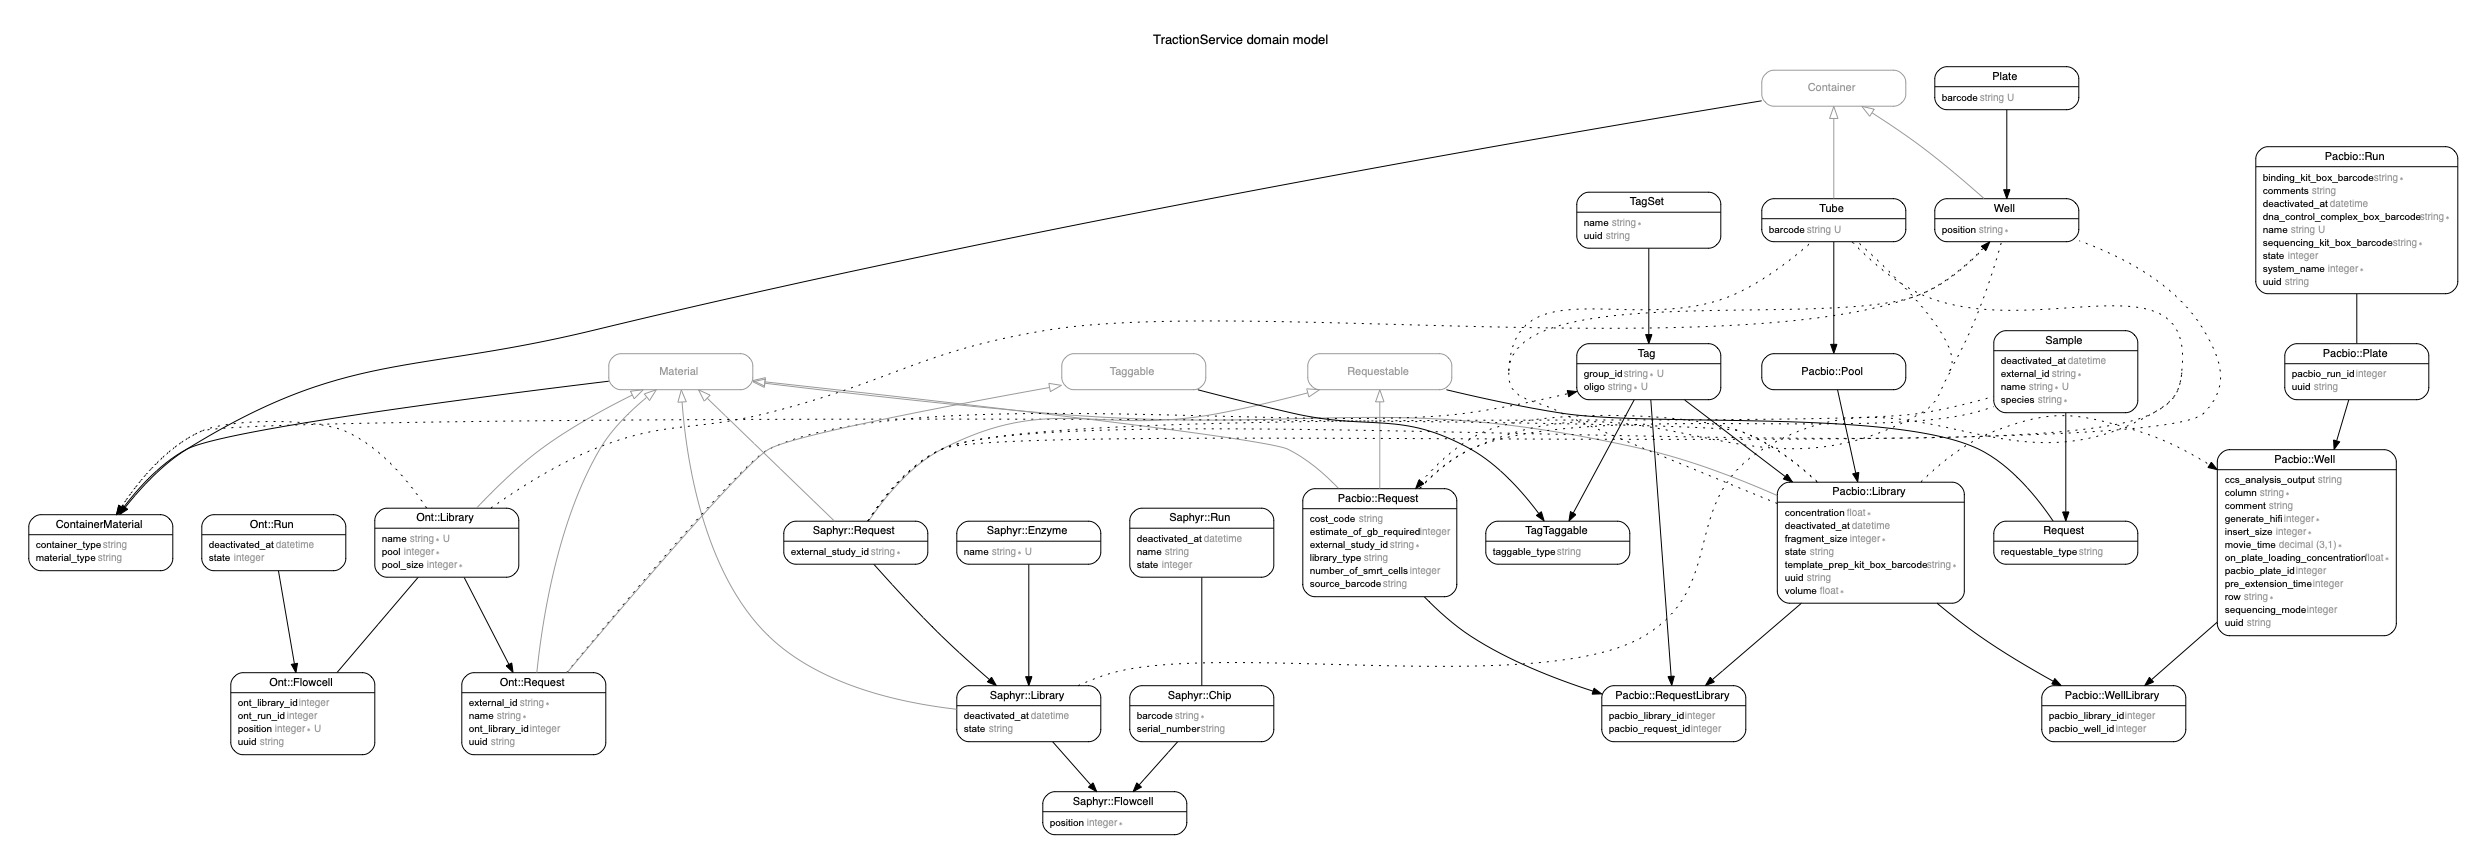 TractionService domain model
Container
Plate
barcode string U
Pacbio::Run
binding_kit_box_barcode string *
comments string
deactivated_at datetime
dna_control_complex_box_barcode string *
name string U
sequencing_kit_box_barcode string *
state integer
system_name integer *
uuid string
TagSet
name string *
uuid string
Tube
barcode string U
Well
position string *
Material
Taggable
Requestable
Tag
group_id string * U
oligo string * U
Pacbio::Pool
Sample
deactivated_at datetime
external_id string *
name string * U
species string *
Pacbio::Plate
pacbio_run_id integer
uuid string
ContainerMaterial
container_type string
material_type string
Ont::Run
deactivated_at datetime
state integer
Ont::Library
name string * U
pool integer *
pool_size integer *
Saphyr::Request
external_study_id string *
Saphyr::Enzyme
name string * U
Saphyr::Run
deactivated_at datetime
name string
state integer
Pacbio::Request
cost_code string
estimate_of_gb_required integer
external_study_id string *
library_type string
number_of_smrt_cells integer
source_barcode string
TagTaggable
taggable_type string
Pacbio::Library
concentration float *
deactivated_at datetime
fragment_size integer *
state string
template_prep_kit_box_barcode string *
uuid string
volume float *
Request
requestable_type string
Pacbio::Well
ccs_analysis_output string
column string *
comment string
generate_hifi integer *
insert_size integer *
movie_time decimal (3,1) *
on_plate_loading_concentration float *
pacbio_plate_id integer
pre_extension_time integer
row string *
sequencing_mode integer
uuid string
Ont::Flowcell
ont_library_id integer
ont_run_id integer
position integer * U
uuid string
Ont::Request
external_id string *
name string *
ont_library_id integer
uuid string
Saphyr::Library
deactivated_at datetime
state string
Saphyr::Chip
barcode string *
serial_number string
Pacbio::RequestLibrary
pacbio_library_id integer
pacbio_request_id integer
Pacbio::WellLibrary
pacbio_library_id integer
pacbio_well_id integer
Saphyr::Flowcell
position integer *